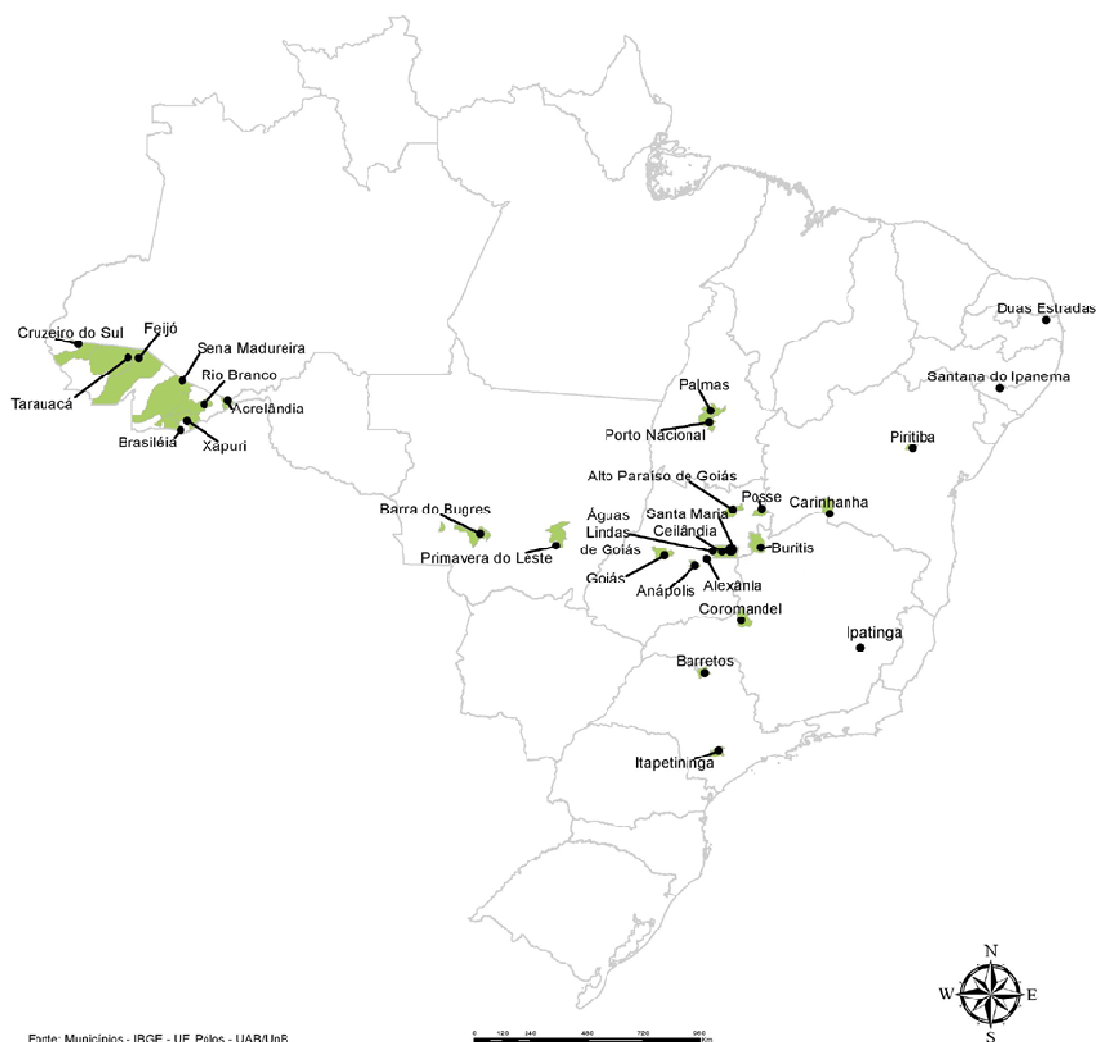 Duas Estradas
Cruzeiro do Sul
Feijó
Sena Madureira
Rio Branco
Santana do Ipanema
Palmas
Tarauacá
Acrelândia
Brasiléia
Xapuri
Porto Nacional
Piritiba
Alto Paraíso de Goiás
Posse
Carinhanha
Barra do Bugres
Águas
Lindas
de Goiás
Santa Maria
Ceilândia
Primavera do Leste
Buritis
Goiás
Anápolis
Alexânia
Coromandel
Ipatinga
Barretos
Itapetininga
N
W
E
S
0 120 240 480 720 960
Km
Fonte: Municípios - IBGE - UF Polos - UAB/UnB